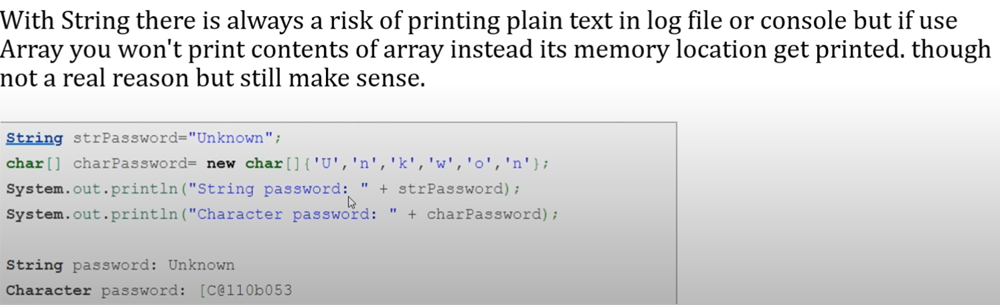 With String there is always a risk of printing plain text in log file or console but if use
Array you won't print contents of array instead its memory location get printed. though
not a real reason but still make sense.
String strPassword="Unknown";
char[] charPassword= new char[]{'U','n','k','w','o','n'};
System.out.println("String password: " + strPassword);
System.out.println("Character password: " + charPassword);
String password: Unknown
Character password: [C@110b053